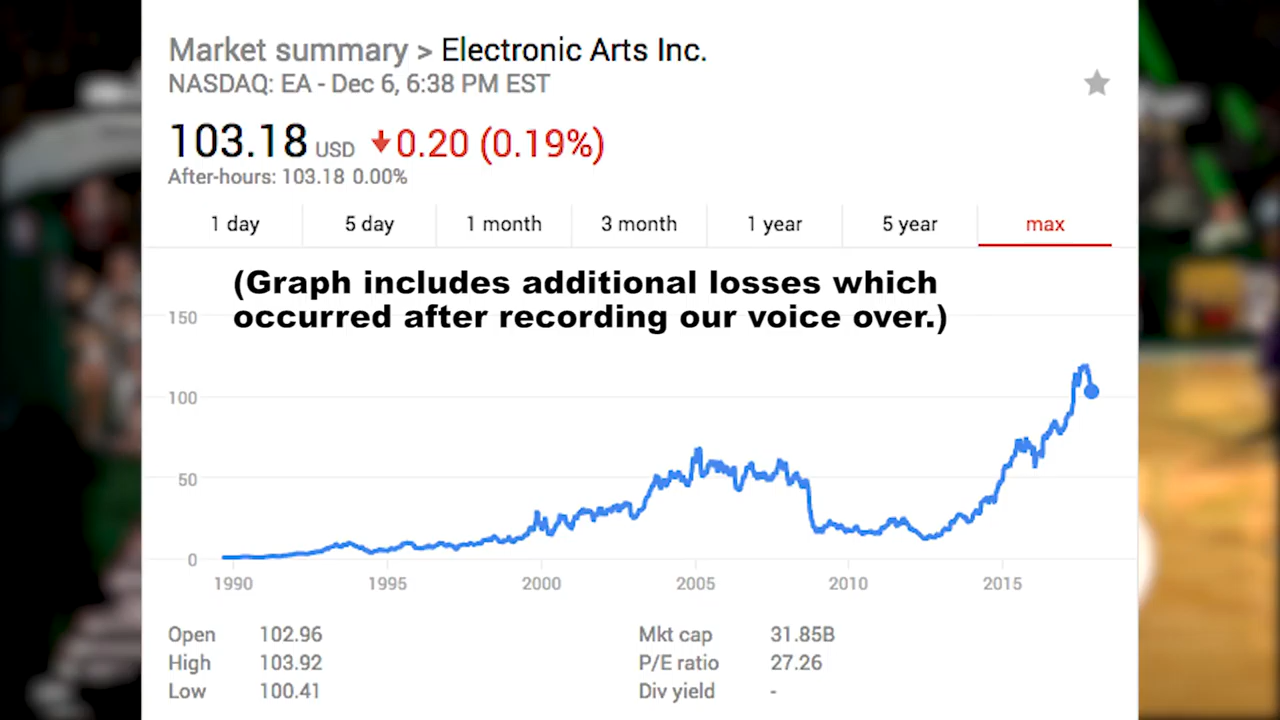 Market summary > Electronic Arts Inc.
NASDAQ: EA - Dec 6, 6:38 PM EST
103.18 USD 0.20 (0.19%)
After-hours: 103.18 0.00%
1 day 5 day 1 month 3 month 1 year 5 year max
(Graph includes additional losses which
occurred after recording our voice over.)
150
100
50
0
1990 1995 2000 2005 2010 2015
Open 102.96 Mkt cap 31.85B
High 103.92 P/E ratio 27.26
Low 100.41 Div yield -